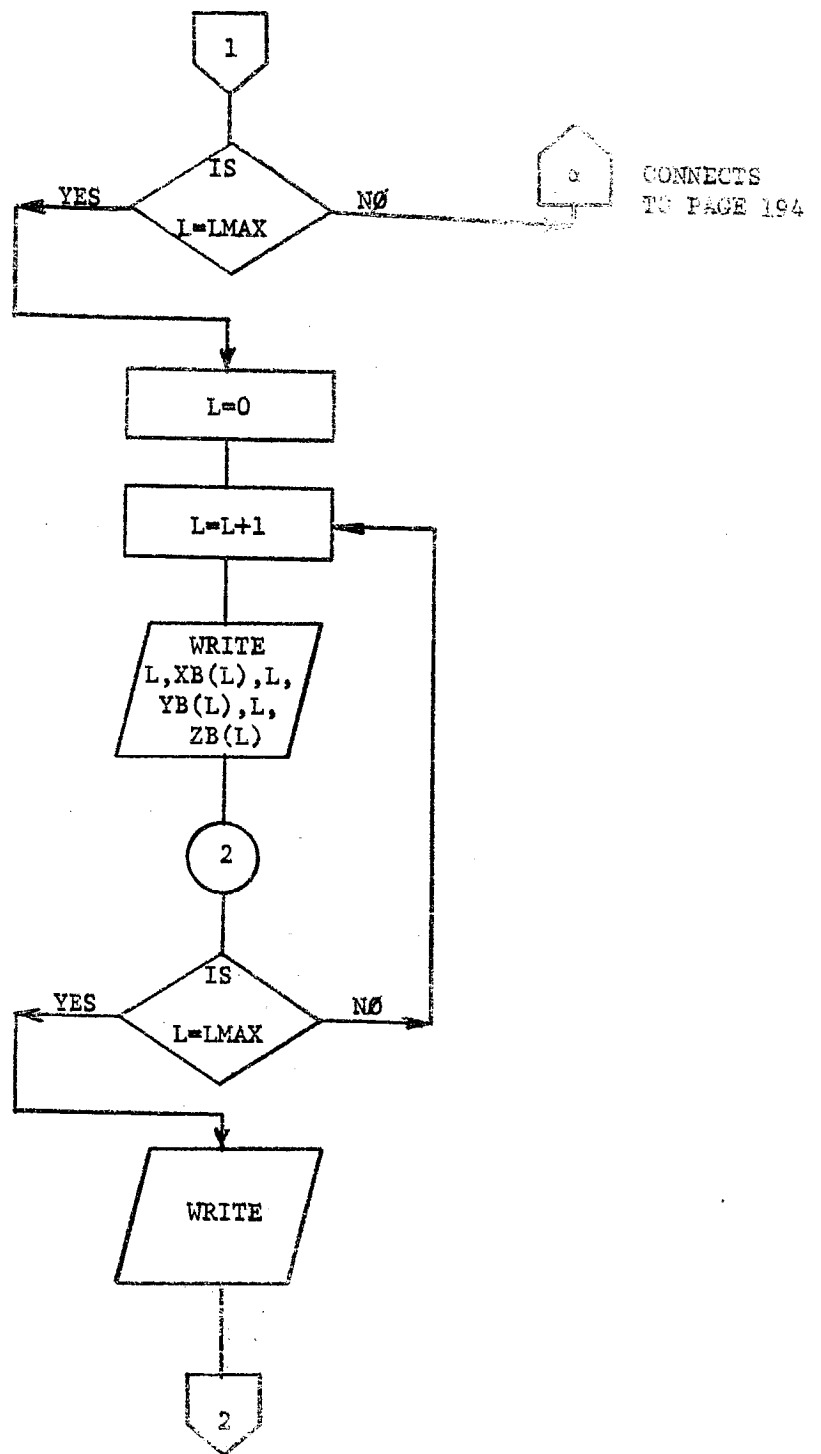 1
IS
YES
NØ
L=LMAX
α
CONNECTS
TO PAGE 194
L=0
L=L+1
WRITE
L,XB(L),L,
YB(L),L,
ZB(L)
2
IS
YES
NØ
L=LMAX
WRITE
2